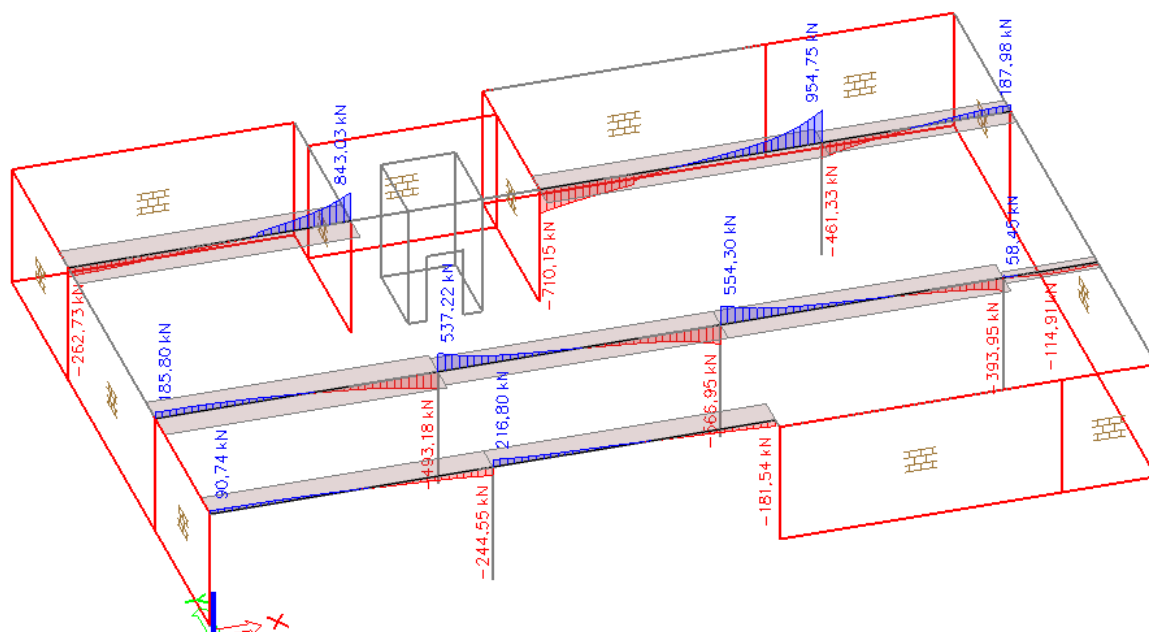 954,75 kN
187,98 kN
843,03 kN
-461,33 kN
-710,15 kN
554,30 kN
58,46 kN
-262,73 kN
537,22 kN
185,80 kN
-393,95 kN
-114,91 kN
-566,95 kN
216,80 kN
90,74 kN
-493,18 kN
-181,54 kN
-244,55 kN
Y
X